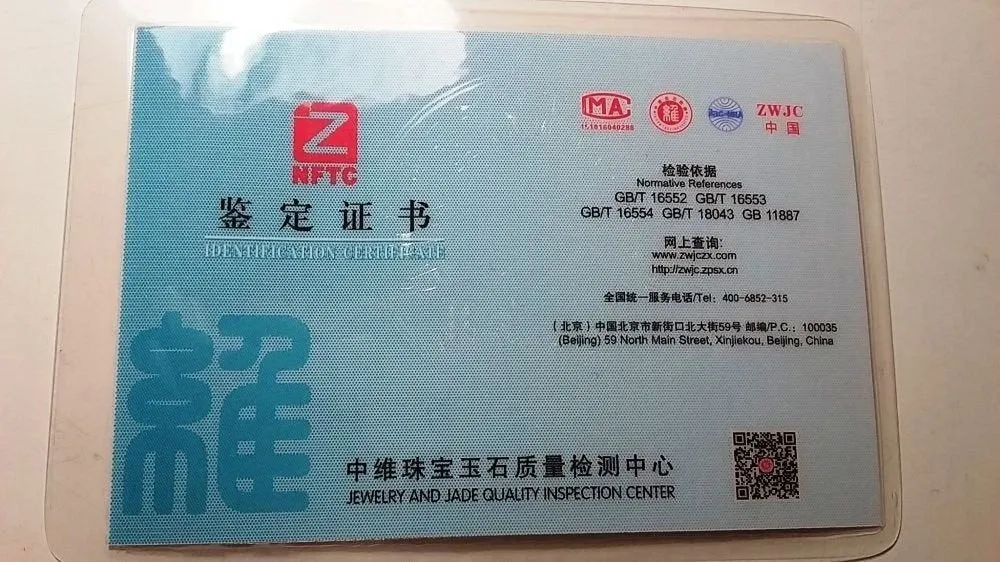 Z
NFTC
鉴定证书
IDENTIFICATION CERTIFICATE
中维珠宝玉石质量检测中心
JEWELRY AND JADE QUALITY INSPECTION CENTER
MA
ZWJC
中国
检验依据
Normative References
GB/T 16552 GB/T 16553
GB/T 16554 GB/T 18043 GB 11887
网上查询:
www.zwjczx.com
http://zwjc.zpsx.cn
全国统一服务电话/Tel: 400-6852-315
(北京) 中国北京市新街口北大街59号 邮编/P.C.: 100035
(Beijing) 59 North Main Street, Xinjiekou, Beijing, China